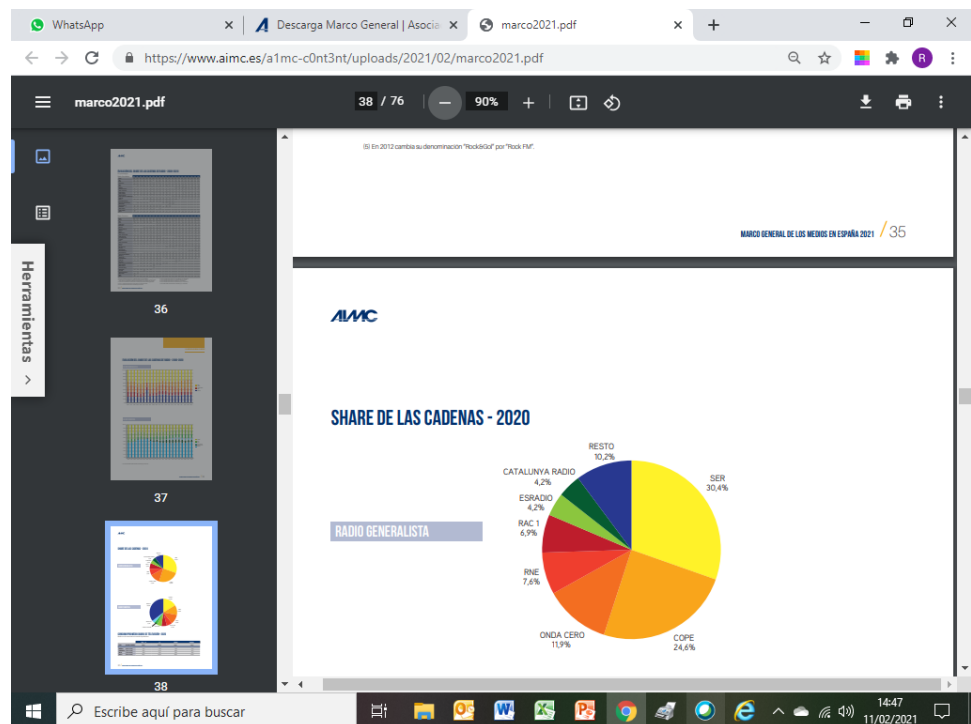 WhatsApp
Descarga Marco General | Asocia
marco2021.pdf
https://www.aimc.es/a1mc-c0nt3nt/uploads/2021/02/marco2021.pdf
R
marco2021.pdf
38 / 76
90%
Herramientas
36
37
38
(5) En 2012 cambia su denominación "Rock&Gol" por "Rock FM".
MARCO GENERAL DE LOS MEDIOS EN ESPAÑA 2021 / 35
AIMC
SHARE DE LAS CADENAS - 2020
RADIO GENERALISTA
RESTO
10,2%
CATALUNYA RADIO
4,2%
ESRADIO
4,2%
RAC 1
6,9%
RNE
7,6%
ONDA CERO
11,9%
COPE
24,6%
SER
30,4%
Escribe aquí para buscar
14:47
11/02/2021